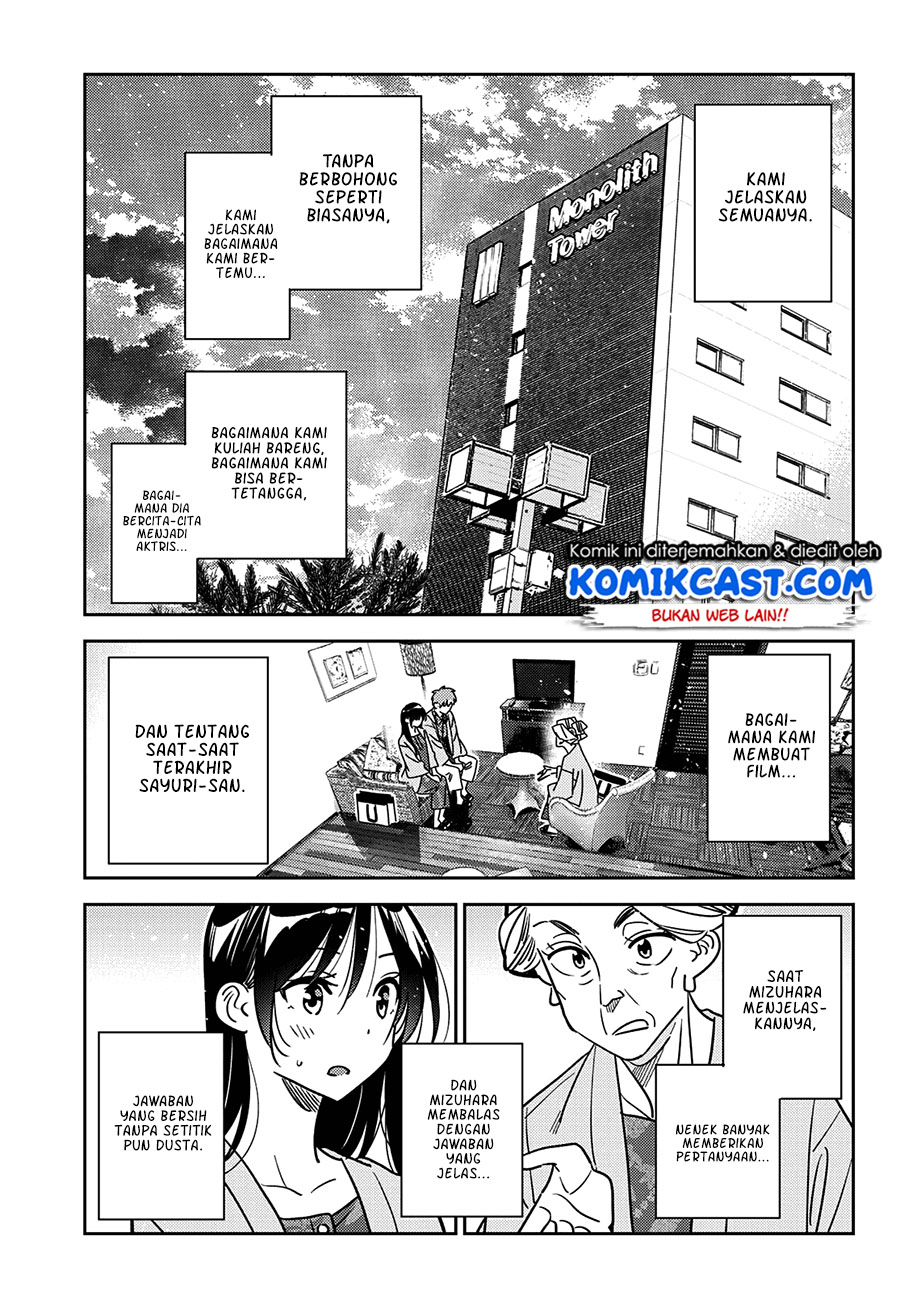 KAMI
JELASKAN
SEMUANYA.
Monolith
Tower
TANPA
BERBOHONG
SEPERTI
BIASANYA,
KAMI
JELASKAN
BAGAIMANA
KAMI BER-
TEMU...
BAGAIMANA KAMI
KULIAH BARENG,
BAGAIMANA KAMI
BISA BER-
TETANGGA,
BAGAI-
MANA DIA
BERCITA-CITA
MENJADI
AKTRIS...
Komik ini diterjemahkan & diedit oleh
KOMIKCAST.COM
BUKAN WEB LAIN!!
BAGAI-
MANA KAMI
MEMBUAT
FILM...
DAN TENTANG
SAAT-SAAT
TERAKHIR
SAYURI-SAN.
U
U
SAAT
MIZUHARA
MENJELAS-
KANNYA,
NENEK BANYAK
MEMBERIKAN
PERTANYAAN...
DAN
MIZUHARA
MEMBALAS
DENGAN
JAWABAN
YANG
JELAS...
JAWABAN
YANG BERSIH
TANPA SETITIK
PUN DUSTA.